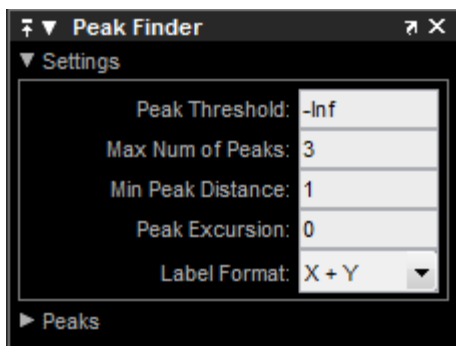 Peak Finder
Settings
Peak Threshold: -Inf
Max Num of Peaks: 3
Min Peak Distance: 1
Peak Excursion: 0
Label Format: X + Y
Peaks